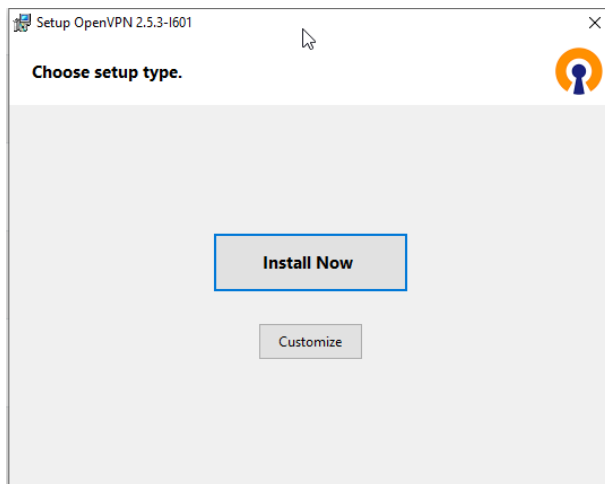 Setup OpenVPN 2.5.3-I601
Choose setup type.
Install Now
Customize